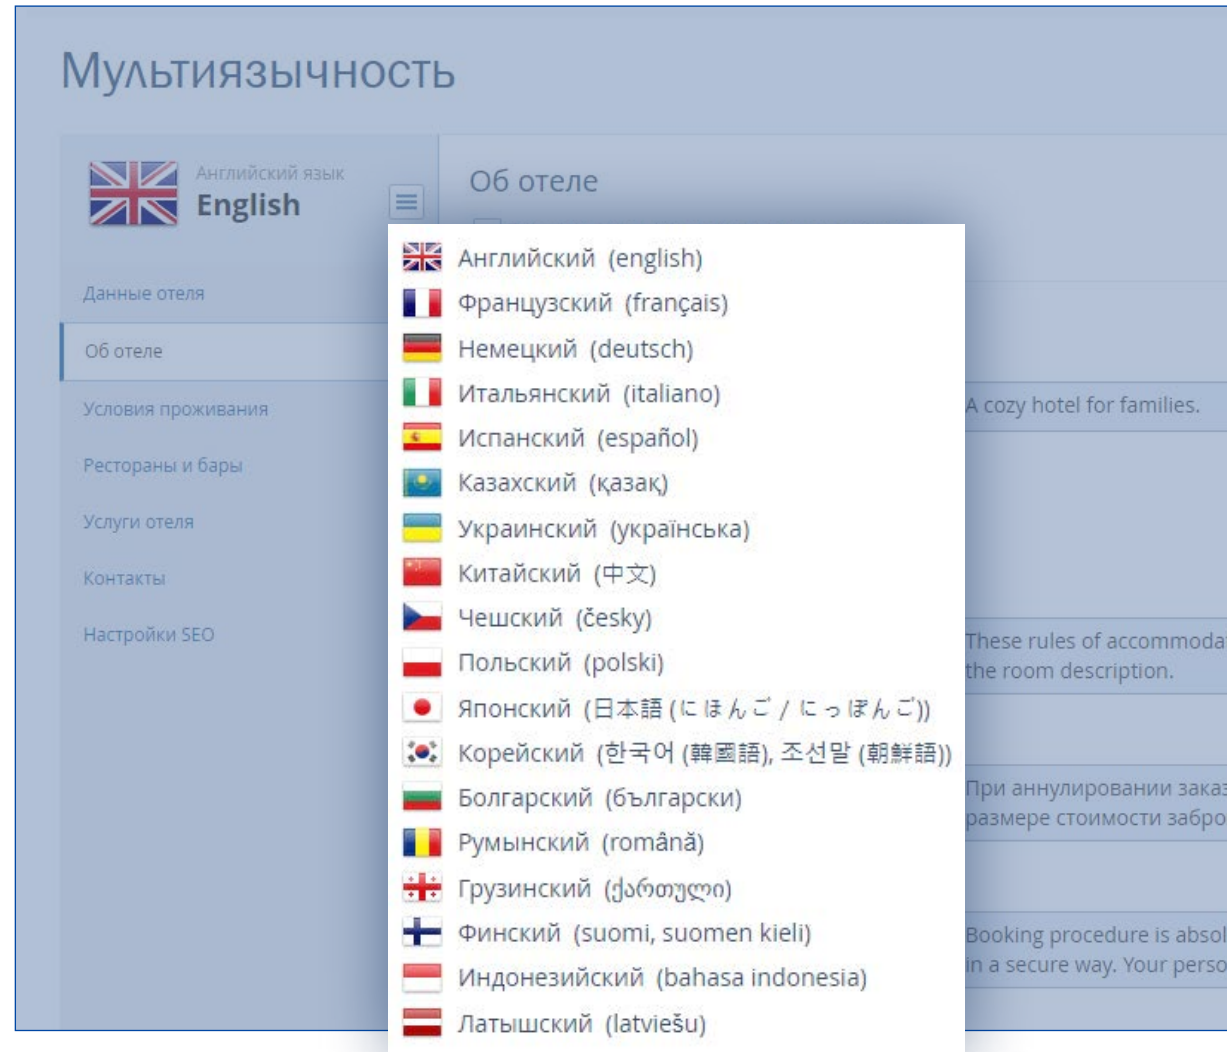 Мультиязычность
Английский язык
English
Данные отеля
Об отеле
Условия проживания
Рестораны и бары
Услуги отеля
Контакты
Настройки SEO
Об отеле
Английский (english)
Французский (français)
Немецкий (deutsch)
Итальянский (italiano)
Испанский (español)
Казахский (қазақ)
Украинский (українська)
Китайский (中文)
Чешский (česky)
Польский (polski)
Японский (日本語 (にほんご / にっぽんご))
Корейский (한국어 (韓國語), 조선말 (朝鮮語))
Болгарский (български)
Румынский (română)
Грузинский (ქართული)
Финский (suomi, suomen kieli)
Индонезийский (bahasa indonesia)
Латышский (latviešu)
A cozy hotel for families.
These rules of accommoda
the room description.
При аннулировании заказ
размере стоимости забро
Booking procedure is absol
in a secure way. Your perso